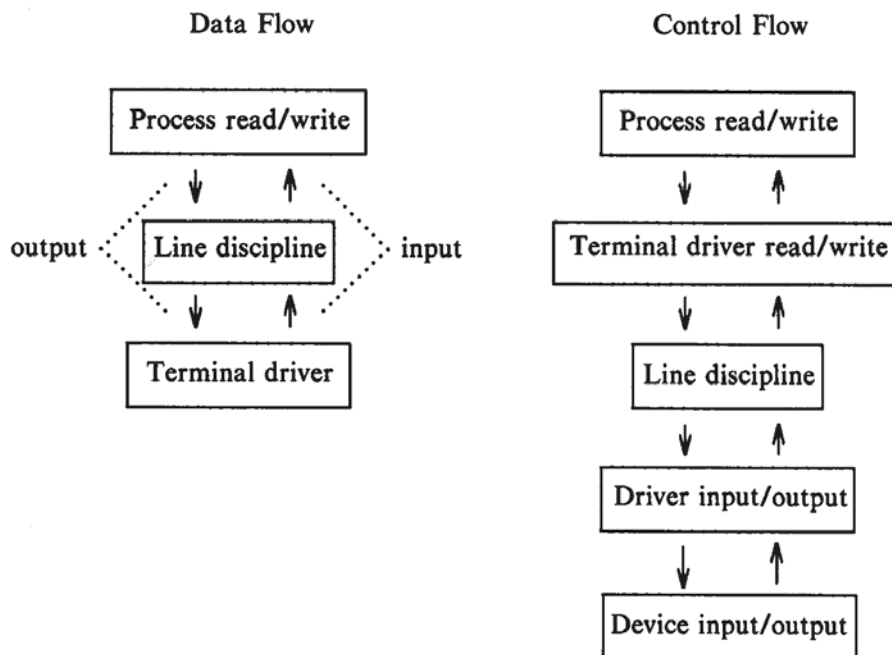 Data Flow
Process read/write
output
Line discipline
input
Terminal driver
Control Flow
Process read/write
Terminal driver read/write
Line discipline
Driver input/output
Device input/output